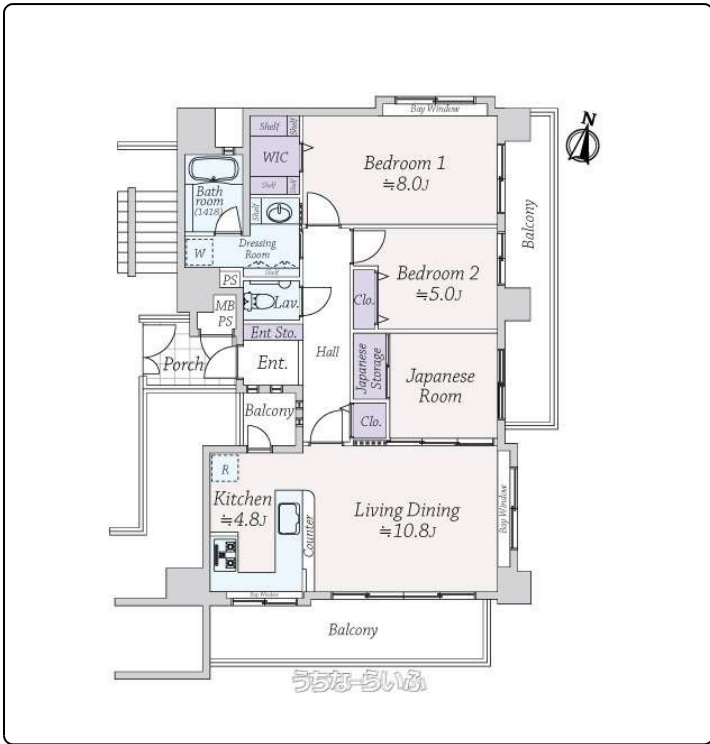 Bay Window
N
Shelf
Shelf
WIC
Shelf
Shelf
Bedroom 1
≒8.0J
Balcony
Bath
room
(1418)
Shelf
W
Dressing
Room
Shelf
Bedroom 2
≒5.0J
PS
Lav.
Clo.
MB
PS
Ent Sto.
Hall
Japanese
Storage
Japanese
Room
Porch
Ent.
Balcony
Clo.
R
Kitchen
≒4.8J
Counter
Living Dining
≒10.8J
Bay Window
Bay Window
Balcony
うちなーらいふ